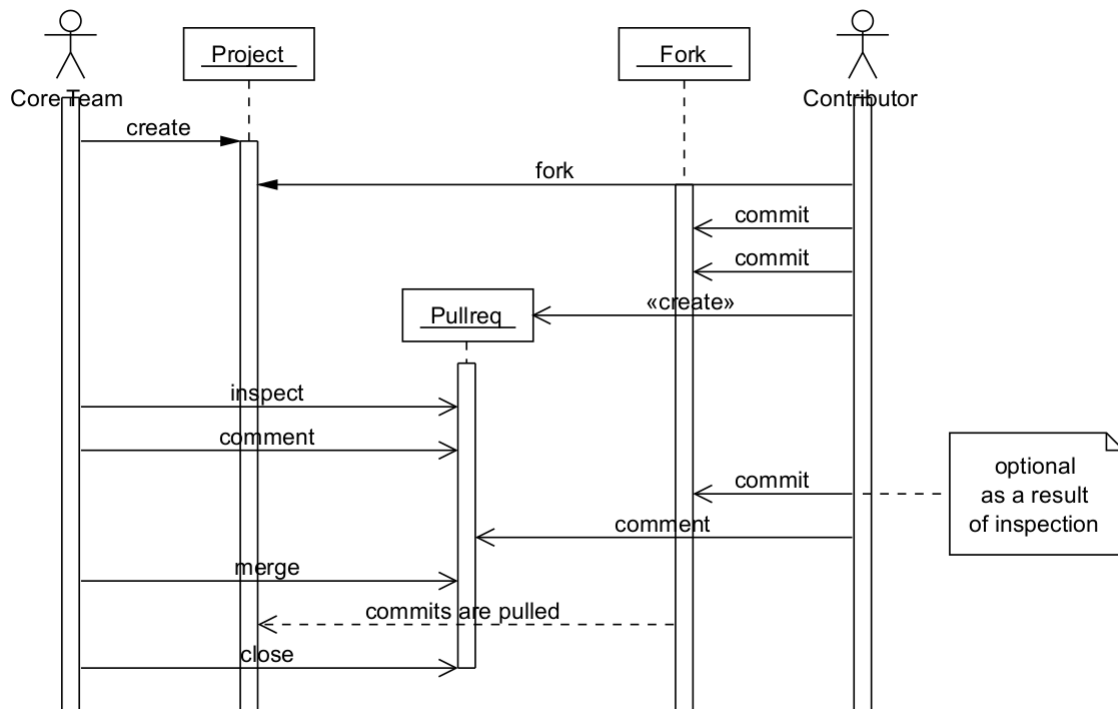 Project
Fork
Core Team
Contributor
create
fork
commit
commit
«create»
Pullreq
inspect
comment
commit
optional
as a result
of inspection
comment
merge
commits are pulled
close